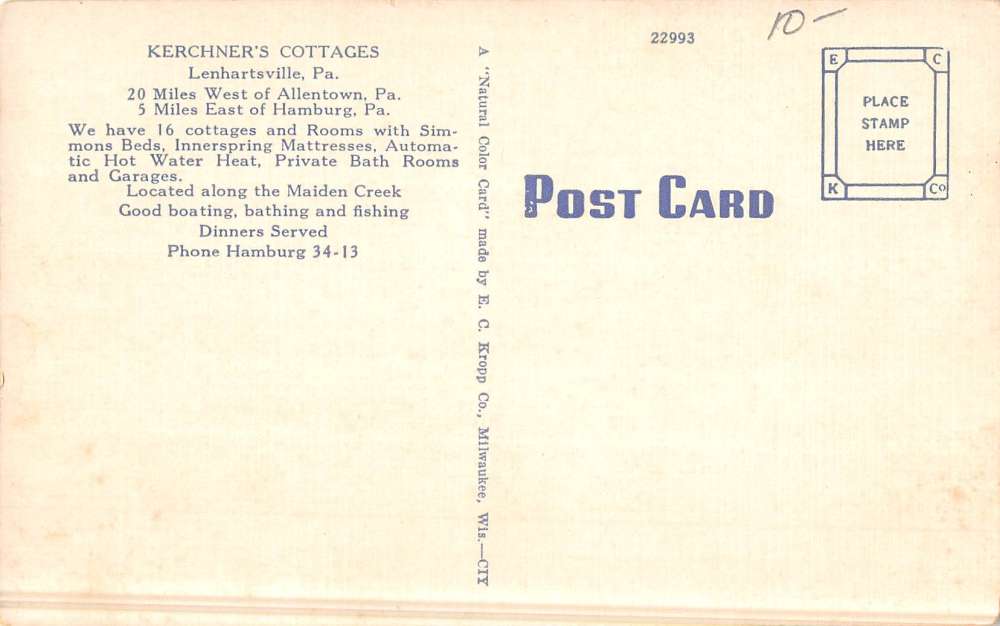 KERCHNER'S COTTAGES
Lenhartsville, Pa.
20 Miles West of Allentown, Pa.
5 Miles East of Hamburg, Pa.
We have 16 cottages and Rooms with Sim-
mons Beds, Innerspring Mattresses, Automa-
tic Hot Water Heat, Private Bath Rooms
and Garages.
Located along the Maiden Creek
Good boating, bathing and fishing
Dinners Served
Phone Hamburg 34-13
A "Natural Color Card" made by E. C. Kropp Co., Milwaukee, Wis.—CIY
22993
10-
POST CARD
E C
PLACE
STAMP
HERE
K Co